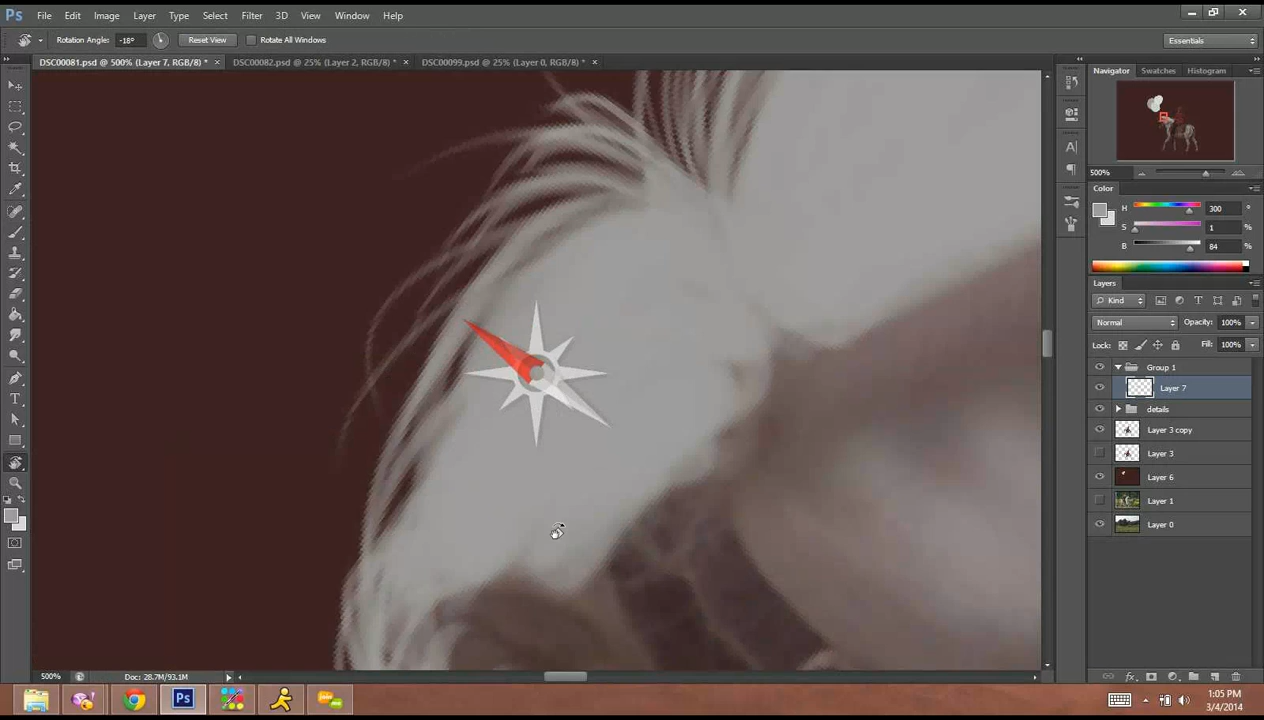 Ps File Edit Image Layer Type Select Filter 3D View Window Help
Rotation Angle: -18° Reset View Rotate All Windows Essentials
DSC00081.psd @ 500% (Layer 7, RGB/8) * × DSC00082.psd @ 25% (Layer 2, RGB/8) * × DSC00099.psd @ 25% (Layer 0, RGB/8) * ×
Navigator Swatches Histogram
500%
Color
H 300 °
S 1 %
B 84 %
Layers
Kind
Normal Opacity: 100%
Lock: Fill: 100%
Group 1
Layer 7
details
Layer 3 copy
Layer 3
Layer 6
Layer 1
Layer 0
500% Doc: 28.7M/93.1M
Ps
1:05 PM
3/4/2014